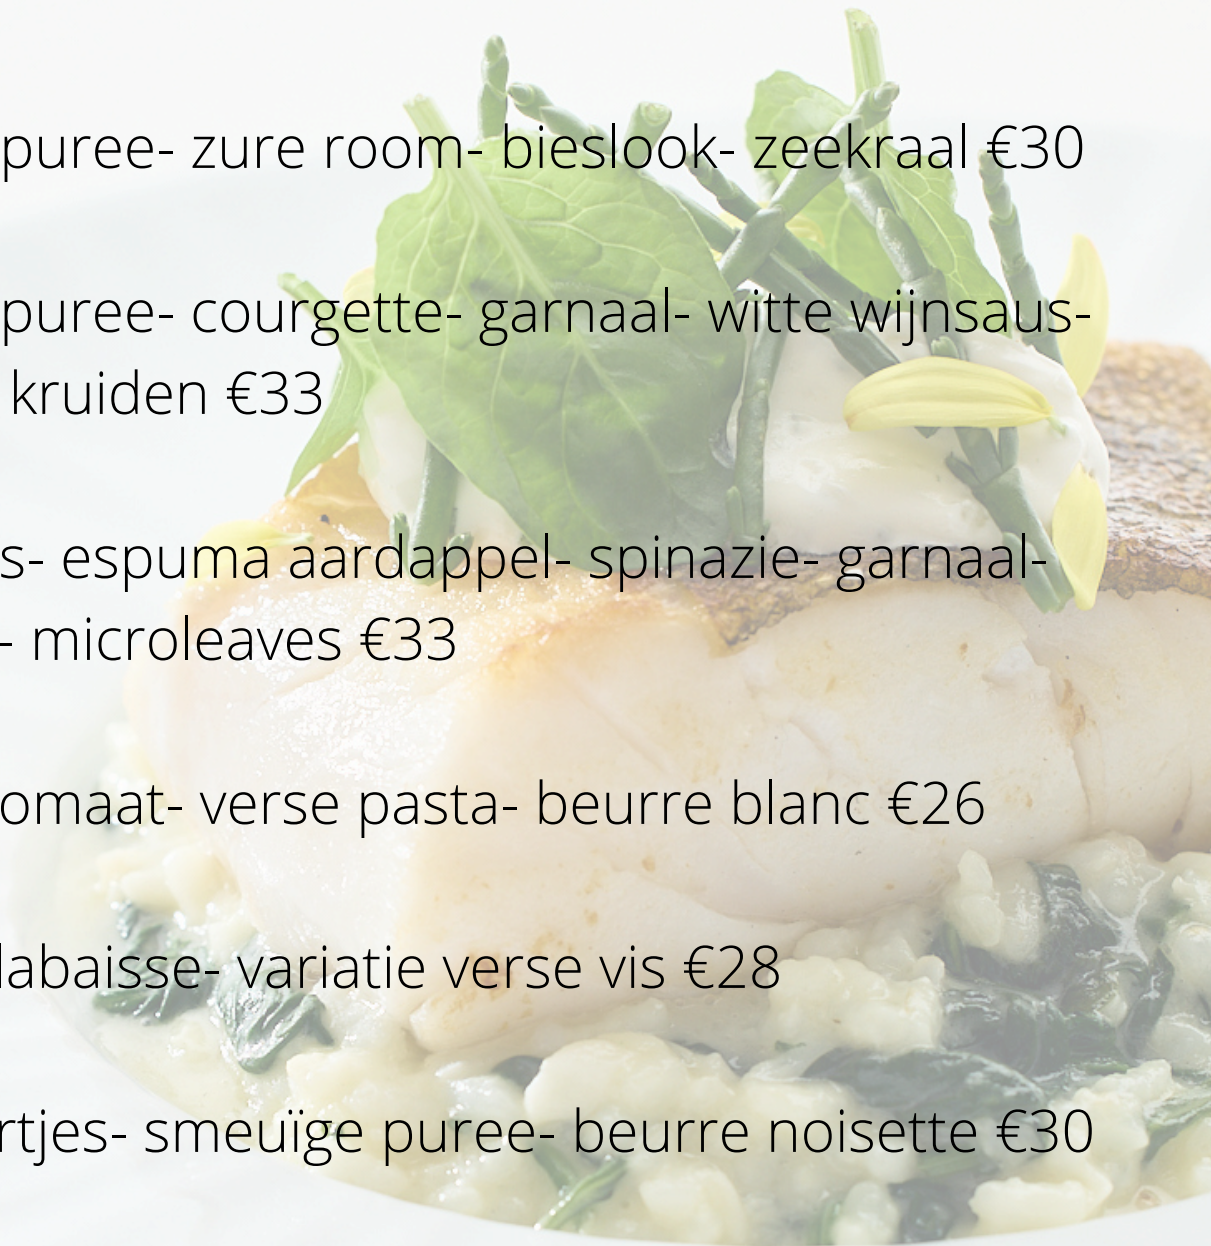 puree- zure room- bieslook- zeekraal €30
puree- courgette- garnaal- witte wijnsaus-
kruiden €33
s- espuma aardappel- spinazie- garnaal-
- microleaves €33
omaat- verse pasta- beurre blanc €26
labaisse- variatie verse vis €28
rtjes- smeuïge puree- beurre noisette €30